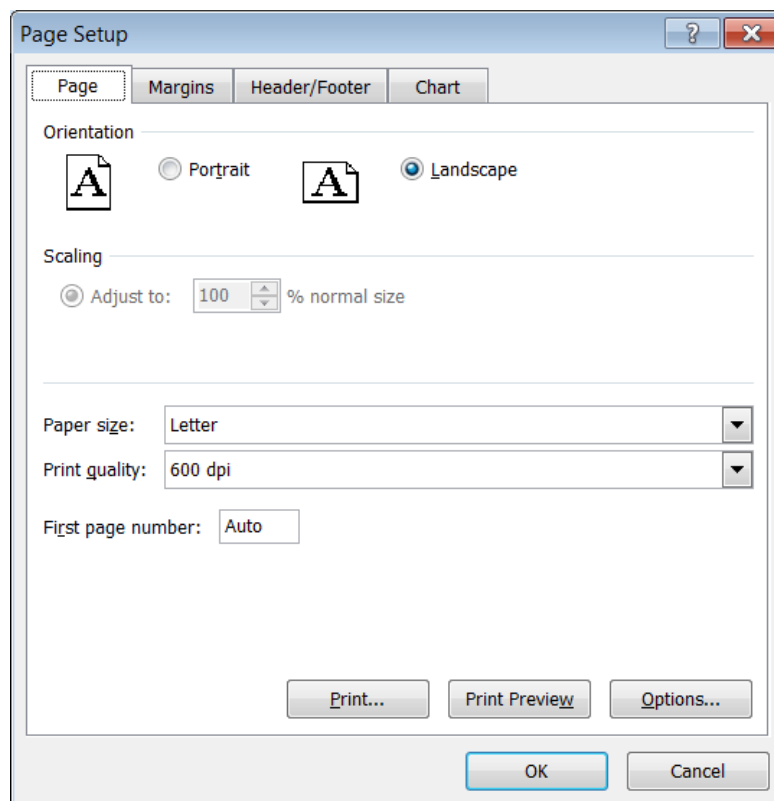 Page Setup
Page Margins Header/Footer Chart
Orientation
A Portrait A Landscape
Scaling
Adjust to: 100 % normal size
Paper size: Letter
Print quality: 600 dpi
First page number: Auto
Print... Print Preview Options...
OK Cancel